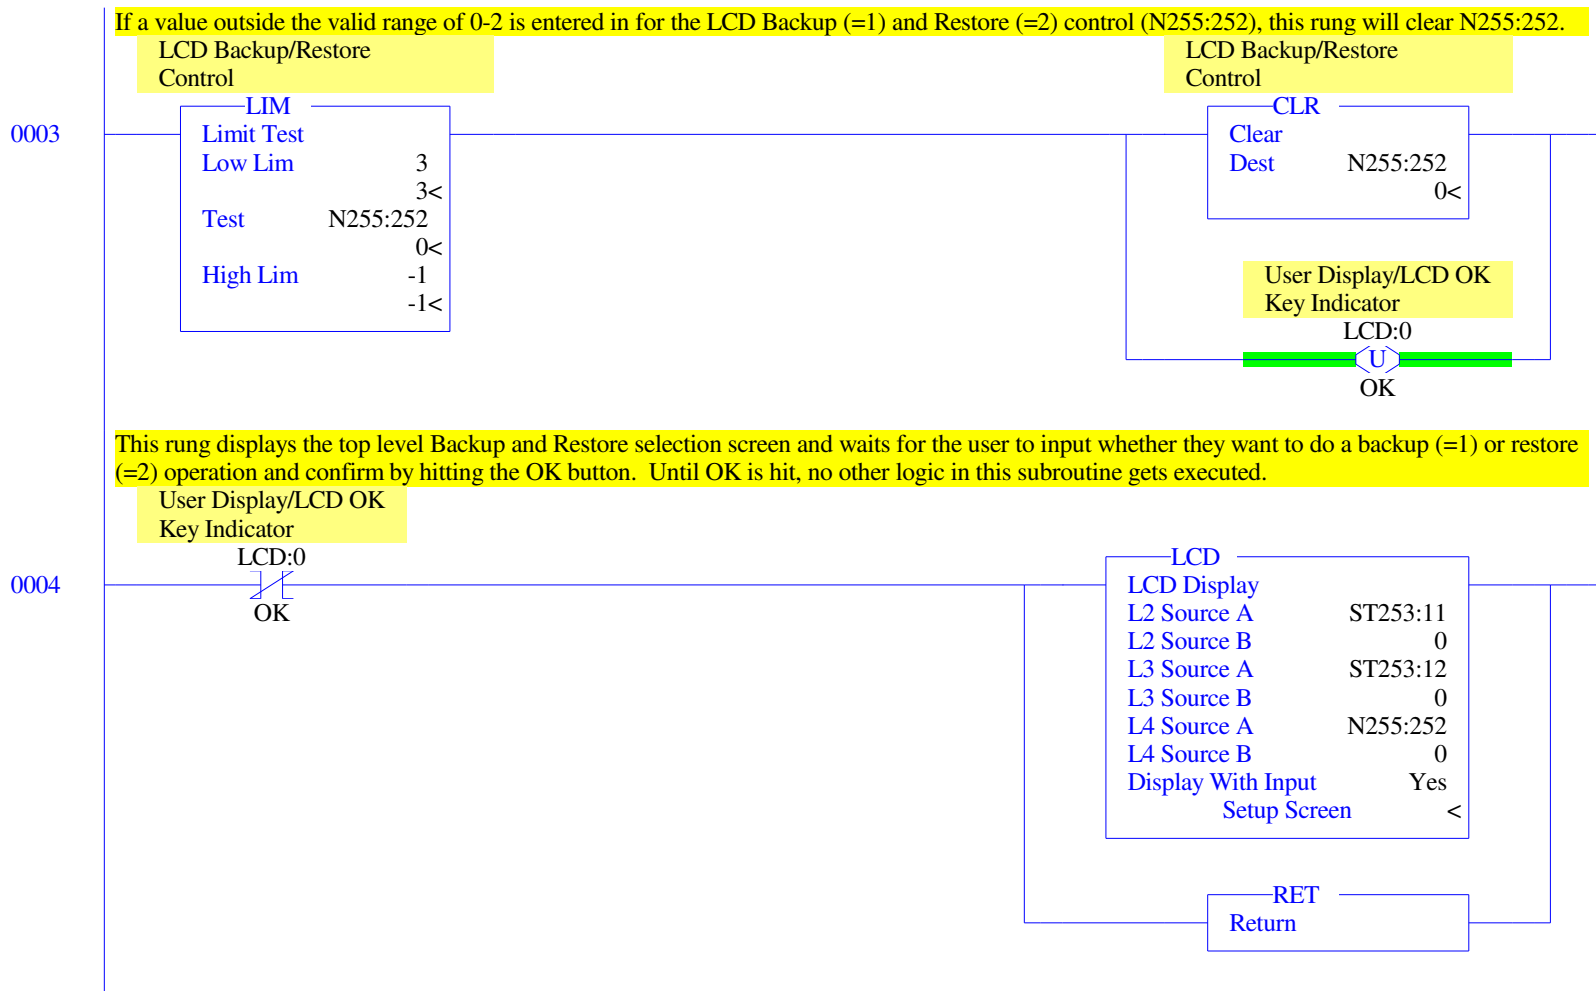 If a value outside the valid range of 0-2 is entered in for the LCD Backup (=1) and Restore (=2) control (N255:252), this rung will clear N255:252.
LCD Backup/Restore
Control
LCD Backup/Restore
Control
0003
LIM
Limit Test
Low Lim 3
3<
Test N255:252
0<
High Lim -1
-1<
CLR
Clear
Dest N255:252
0<
User Display/LCD OK
Key Indicator
LCD:0
U
OK
This rung displays the top level Backup and Restore selection screen and waits for the user to input whether they want to do a backup (=1) or restore
(=2) operation and confirm by hitting the OK button. Until OK is hit, no other logic in this subroutine gets executed.
User Display/LCD OK
Key Indicator
LCD:0
OK
0004
LCD
LCD Display
L2 Source A ST253:11
L2 Source B 0
L3 Source A ST253:12
L3 Source B 0
L4 Source A N255:252
L4 Source B 0
Display With Input Yes
Setup Screen <
RET
Return